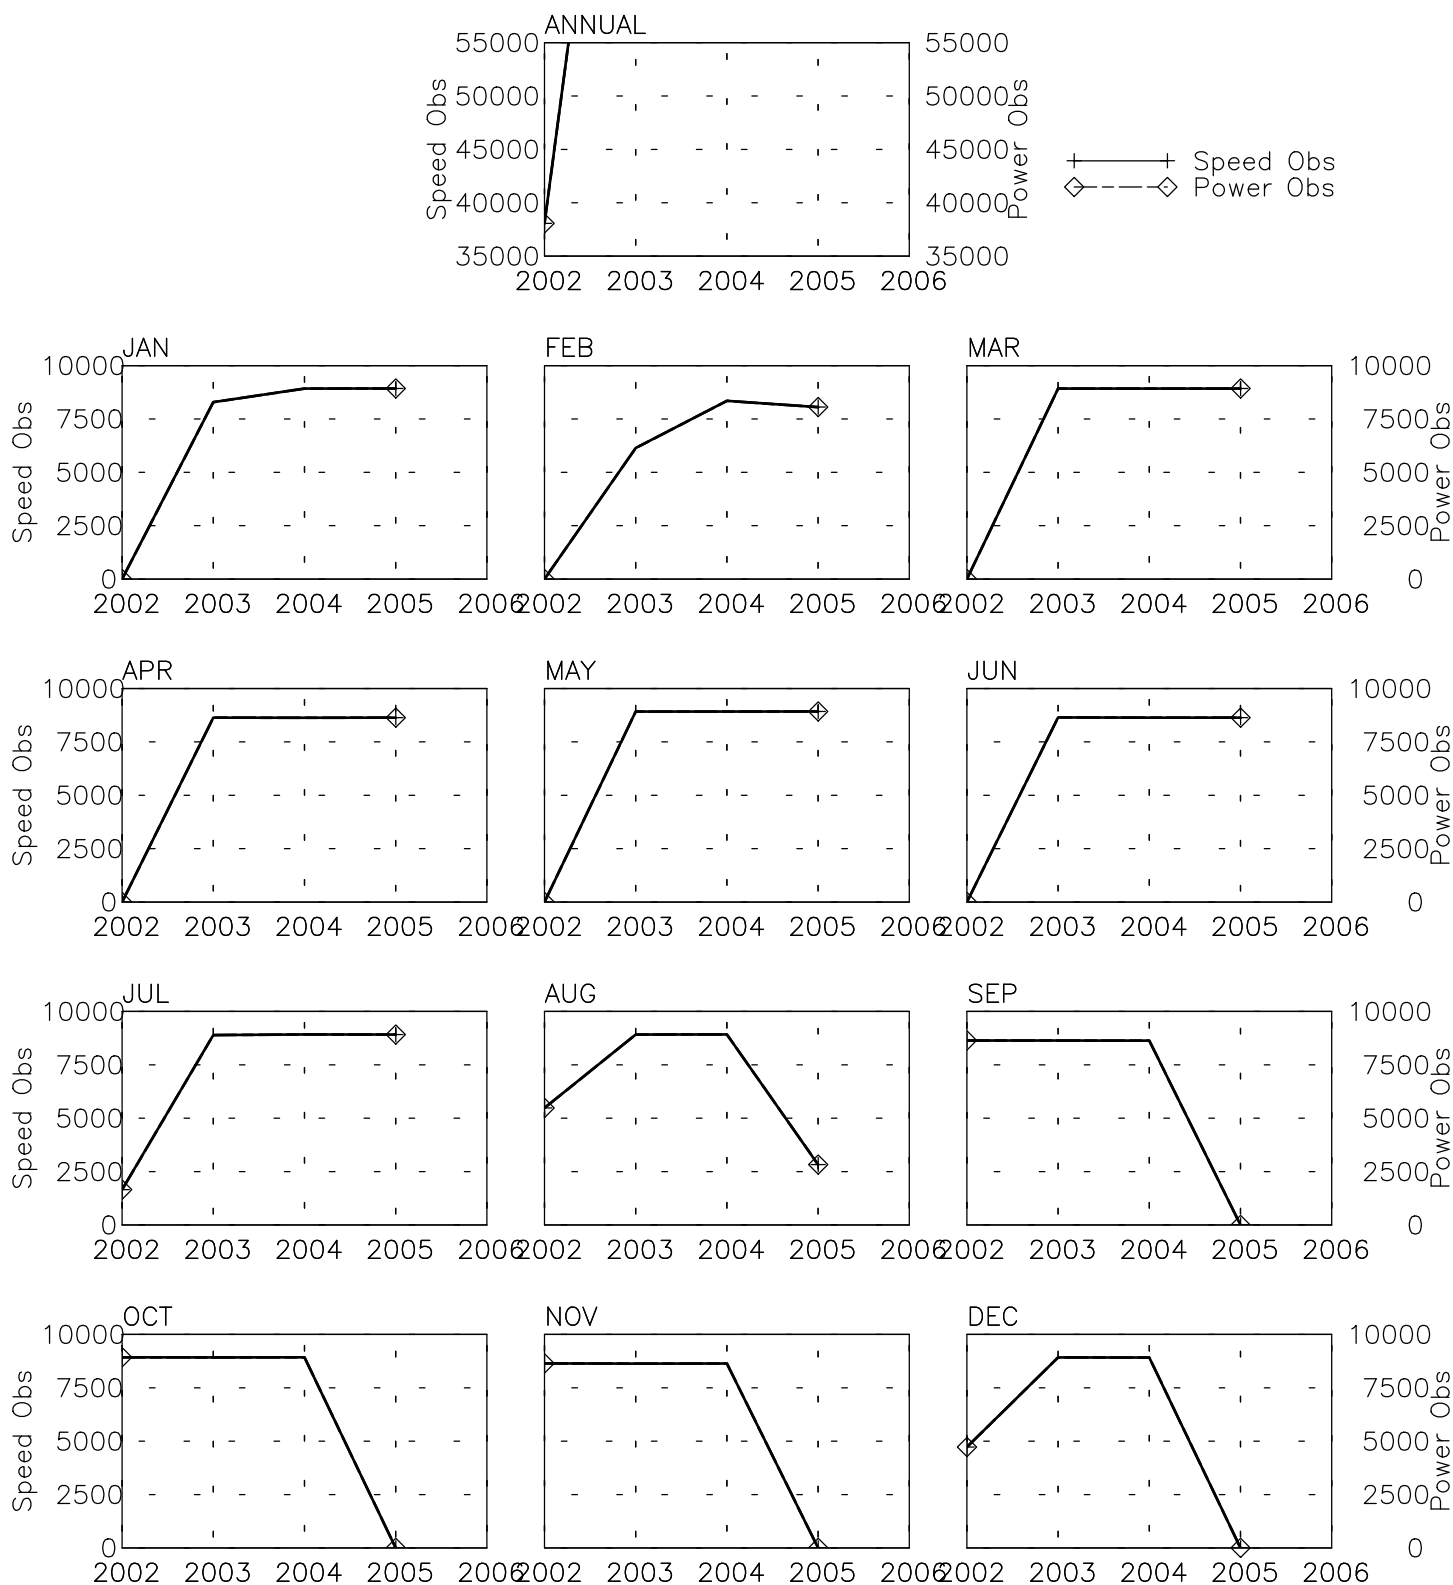 ANNUAL
55000 55000
50000 50000
45000 45000
40000 40000
35000 35000
Speed Obs
Power Obs
2002 2003 2004 2005 2006
Speed Obs
Power Obs
JAN FEB MAR
10000 10000
7500 7500
5000 5000
2500 2500
0 0
Speed Obs
Power Obs
2002 2003 2004 2005 2006 2002 2003 2004 2005 2006 2002 2003 2004 2005 2006
APR MAY JUN
10000 10000
7500 7500
5000 5000
2500 2500
0 0
Speed Obs
Power Obs
2002 2003 2004 2005 2006 2002 2003 2004 2005 2006 2002 2003 2004 2005 2006
JUL AUG SEP
10000 10000
7500 7500
5000 5000
2500 2500
0 0
Speed Obs
Power Obs
2002 2003 2004 2005 2006 2002 2003 2004 2005 2006 2002 2003 2004 2005 2006
OCT NOV DEC
10000 10000
7500 7500
5000 5000
2500 2500
0 0
Speed Obs
Power Obs
2002 2003 2004 2005 2006 2002 2003 2004 2005 2006 2002 2003 2004 2005 2006